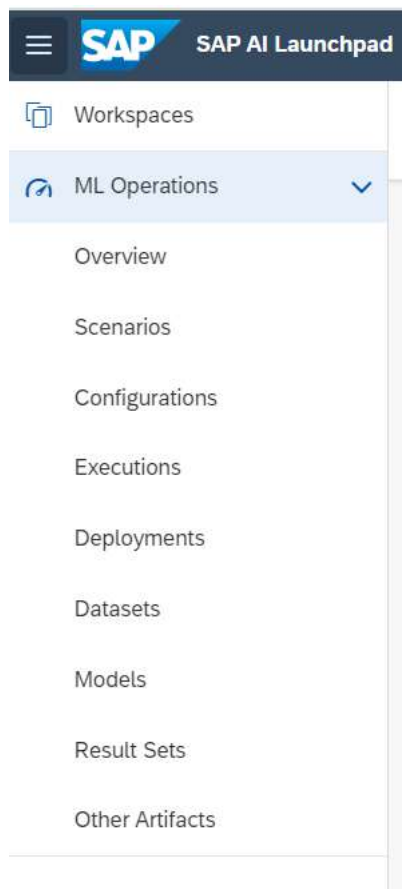 SAP SAP AI Launchpad
Workspaces
ML Operations
Overview
Scenarios
Configurations
Executions
Deployments
Datasets
Models
Result Sets
Other Artifacts